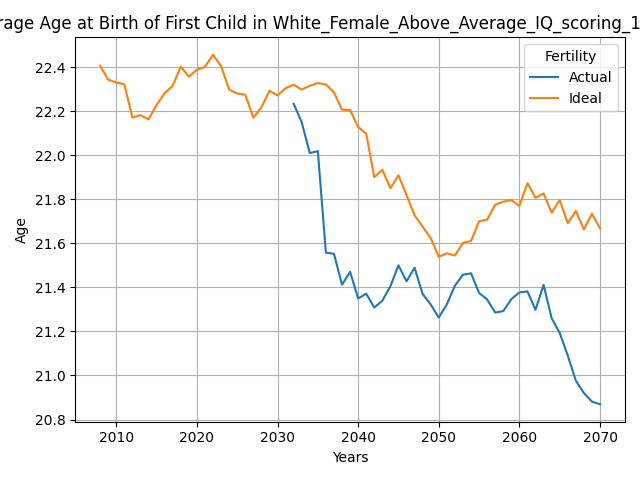 rage Age at Birth of First Child in White_Female_Above_Average_IQ_scoring_1
Fertility
Actual
Ideal
22.4
22.2
22.0
21.8
21.6
21.4
21.2
21.0
20.8
Age
2010 2020 2030 2040 2050 2060 2070
Years